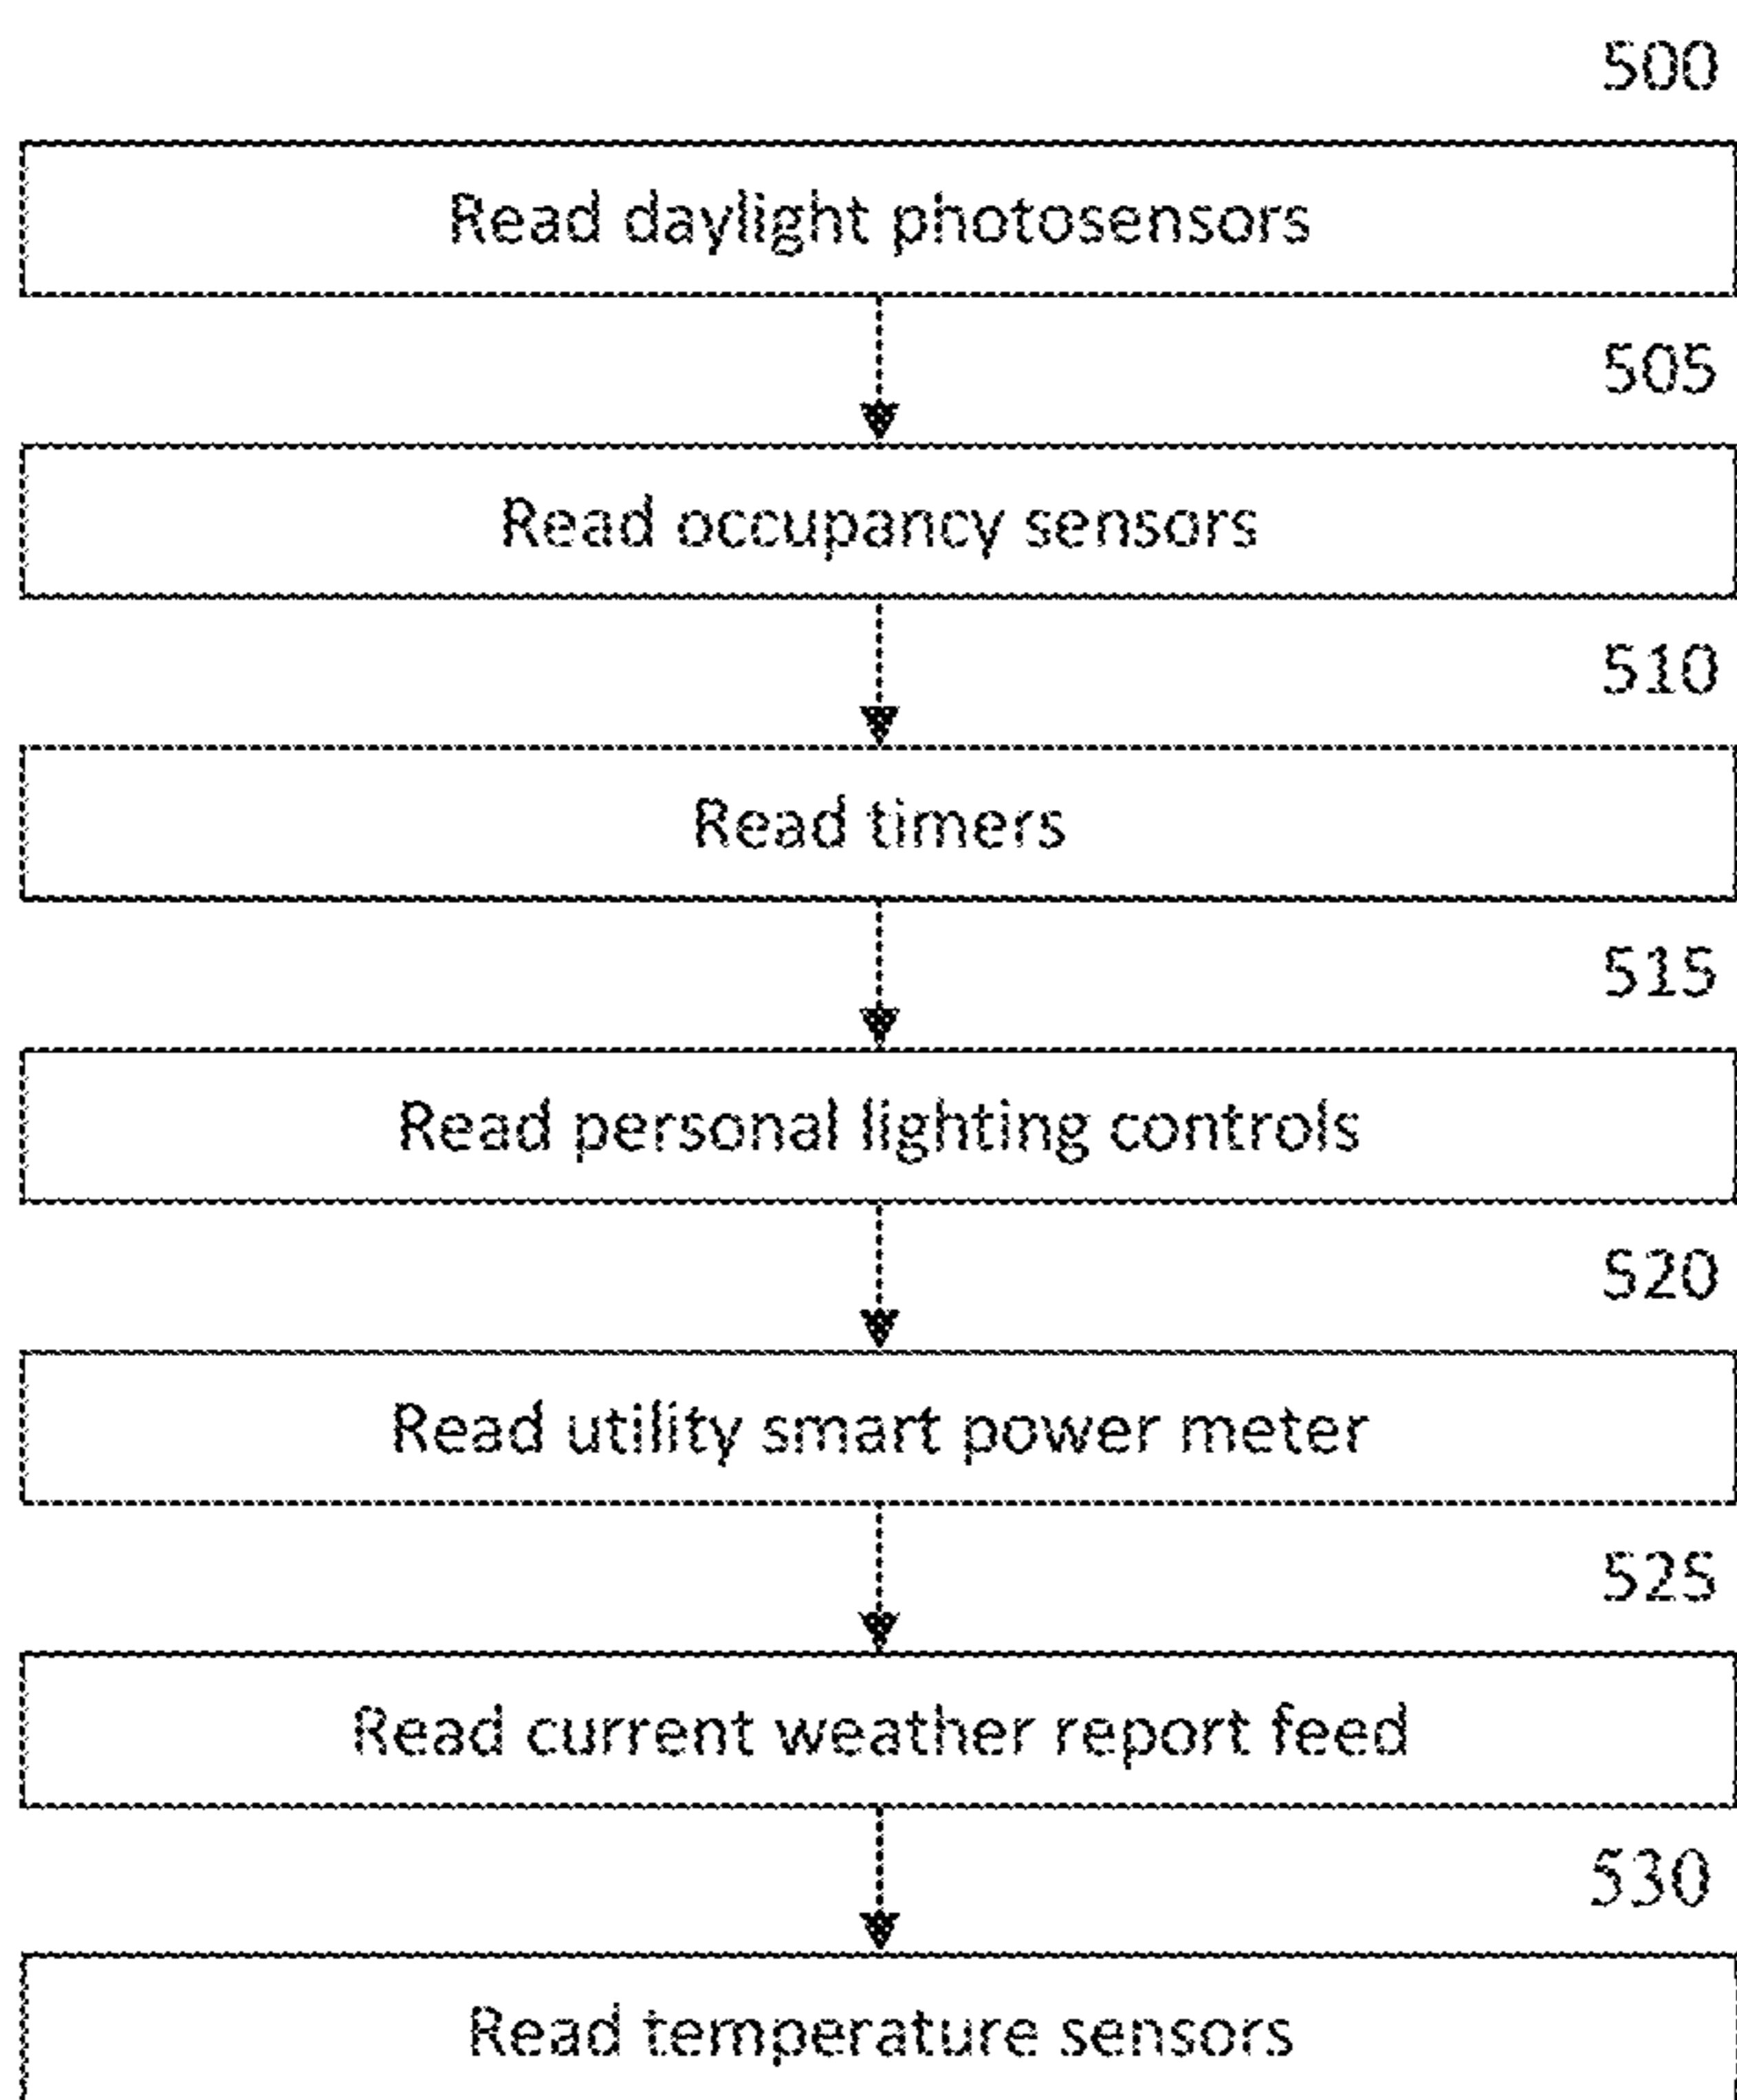 500
Read daylight photosensors
505
Read occupancy sensors
510
Read timers
515
Read personal lighting controls
520
Read utility smart power meter
525
Read current weather report feed
530
Read temperature sensors